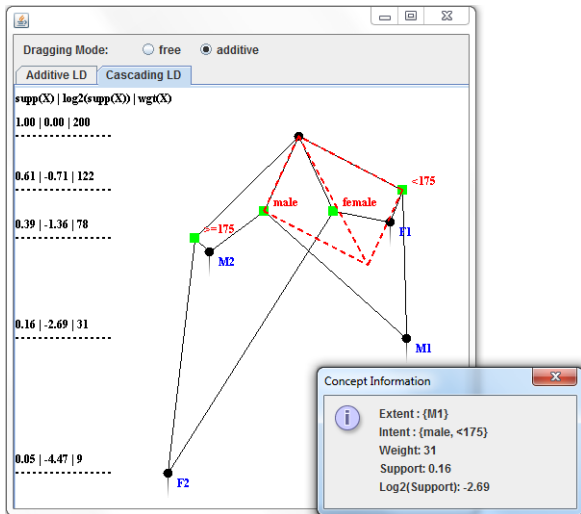 Dragging Mode: free additive
Additive LD Cascading LD
supp(X) | log2(supp(X)) | wgt(X)
1.00 | 0.00 | 200
0.61 | -0.71 | 122
<175
male female
0.39 | -1.36 | 78
>=175
F1
M2
0.16 | -2.69 | 31
M1
0.05 | -4.47 | 9
F2
Concept Information
Extent : {M1}
Intent : {male, <175}
Weight: 31
Support: 0.16
Log2(Support): -2.69